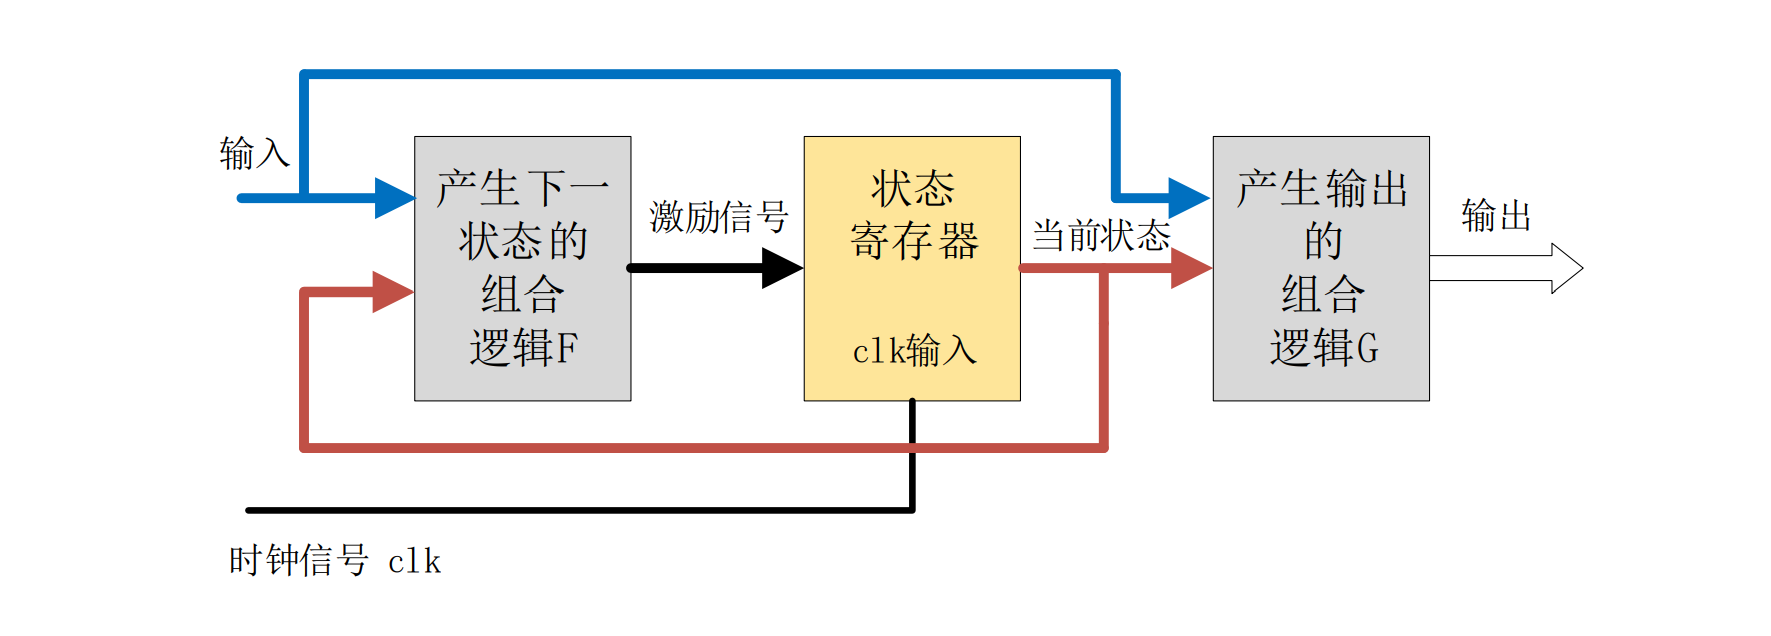 输入
产生下一
状态的
组合
逻辑F
激励信号
状态
寄存器
clk输入
当前状态
产生输出
的
组合
逻辑G
输出
时钟信号 clk